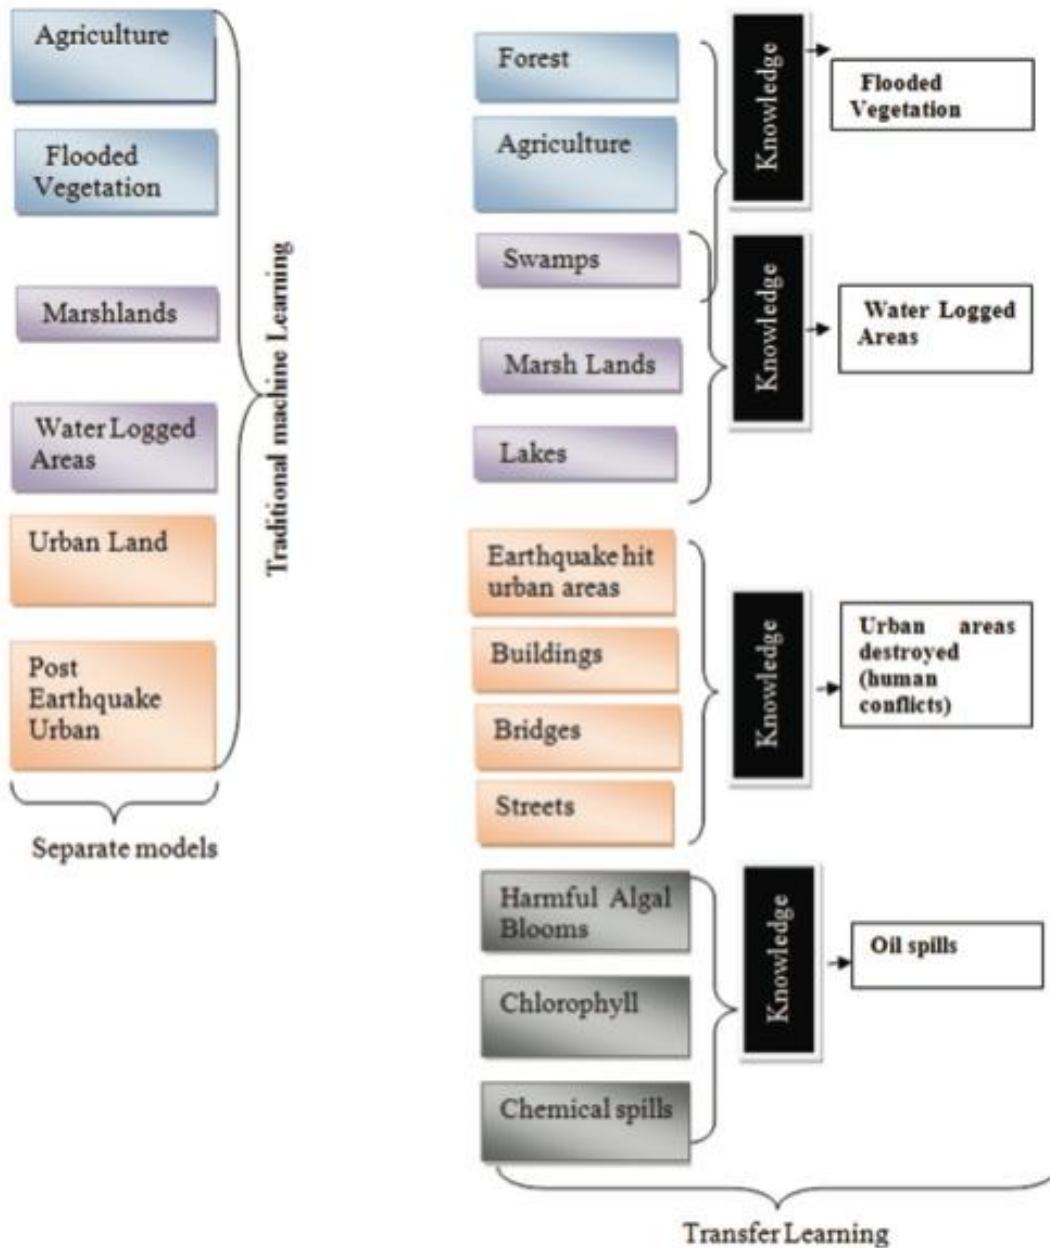 Agriculture
Flooded
Vegetation
Marshlands
Water Logged
Areas
Urban Land
Post
Earthquake
Urban
Separate models
Traditional machine Learning
Forest
Agriculture
Swamps
Marsh Lands
Lakes
Knowledge
Flooded
Vegetation
Knowledge
Water Logged
Areas
Earthquake hit
urban areas
Buildings
Bridges
Streets
Knowledge
Urban areas
destroyed
(human
conflicts)
Harmful Algal
Blooms
Chlorophyll
Chemical spills
Knowledge
Oil spills
Transfer Learning